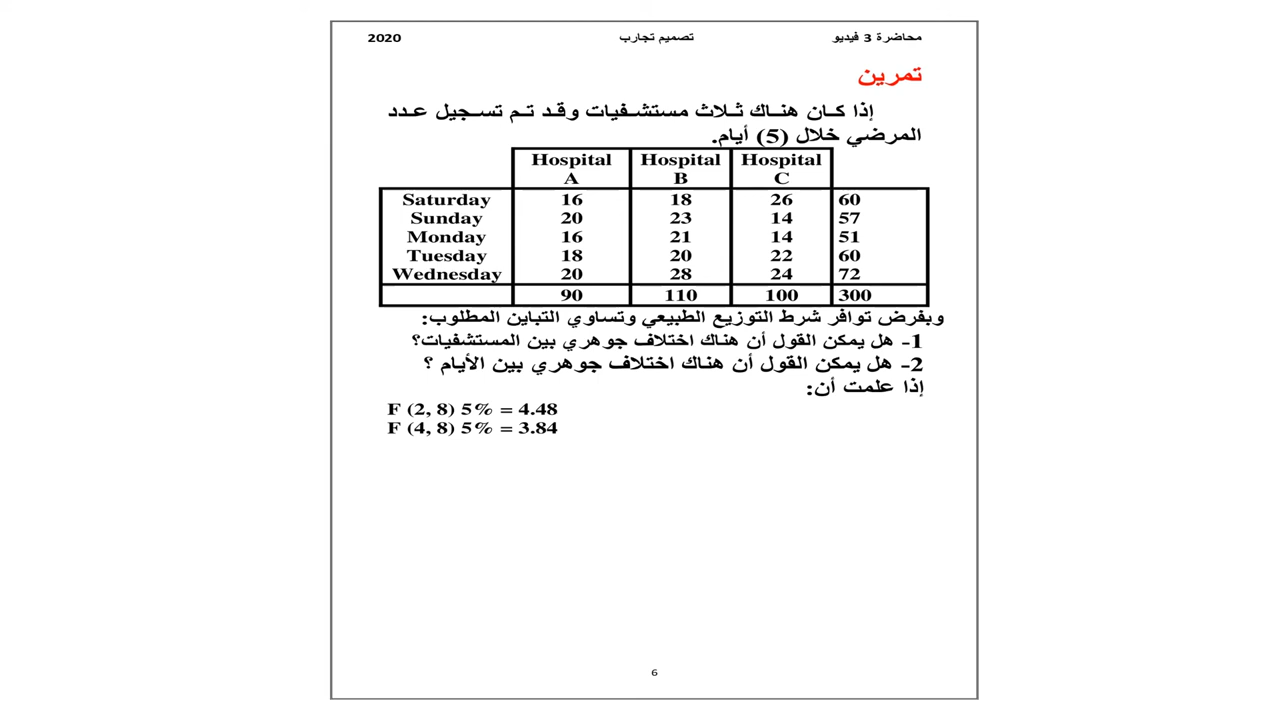 محاضرة 3 فيديو تصميم تجارب 2020
تمرين
إذا كان هناك ثلاث مستشفيات وقد تم تسجيل عدد
المرضي خلال (5) أيام.
Hospital A Hospital B Hospital C
Saturday 16 18 26 60
Sunday 20 23 14 57
Monday 16 21 14 51
Tuesday 18 20 22 60
Wednesday 20 28 24 72
90 110 100 300
وبفرض توافر شرط التوزيع الطبيعي وتساوي التباين المطلوب:
1- هل يمكن القول أن هناك اختلاف جوهري بين المستشفيات؟
2- هل يمكن القول أن هناك اختلاف جوهري بين الأيام ؟
إذا علمت أن:
F (2, 8) 5% = 4.48
F (4, 8) 5% = 3.84
6